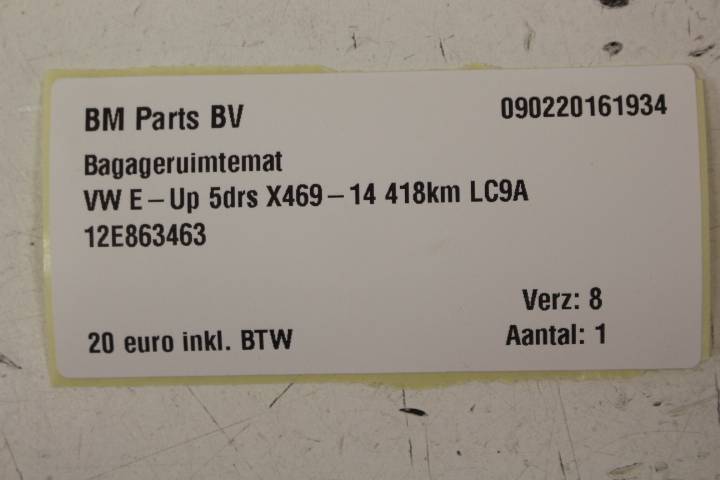 BM Parts BV 090220161934
Bagageruimtemat
VW E-Up 5drs X469-14 418km LC9A
12E863463
Verz: 8
20 euro inkl. BTW Aantal: 1